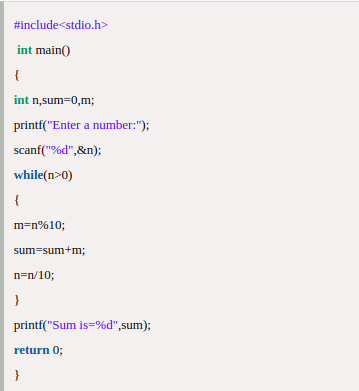 #include<stdio.h>
int main()
{
int n,sum=0,m;
printf("Enter a number:");
scanf("%d",&n);
while(n>0)
{
m=n%10;
sum=sum+m;
n=n/10;
}
printf("Sum is=%d",sum);
return 0;
}